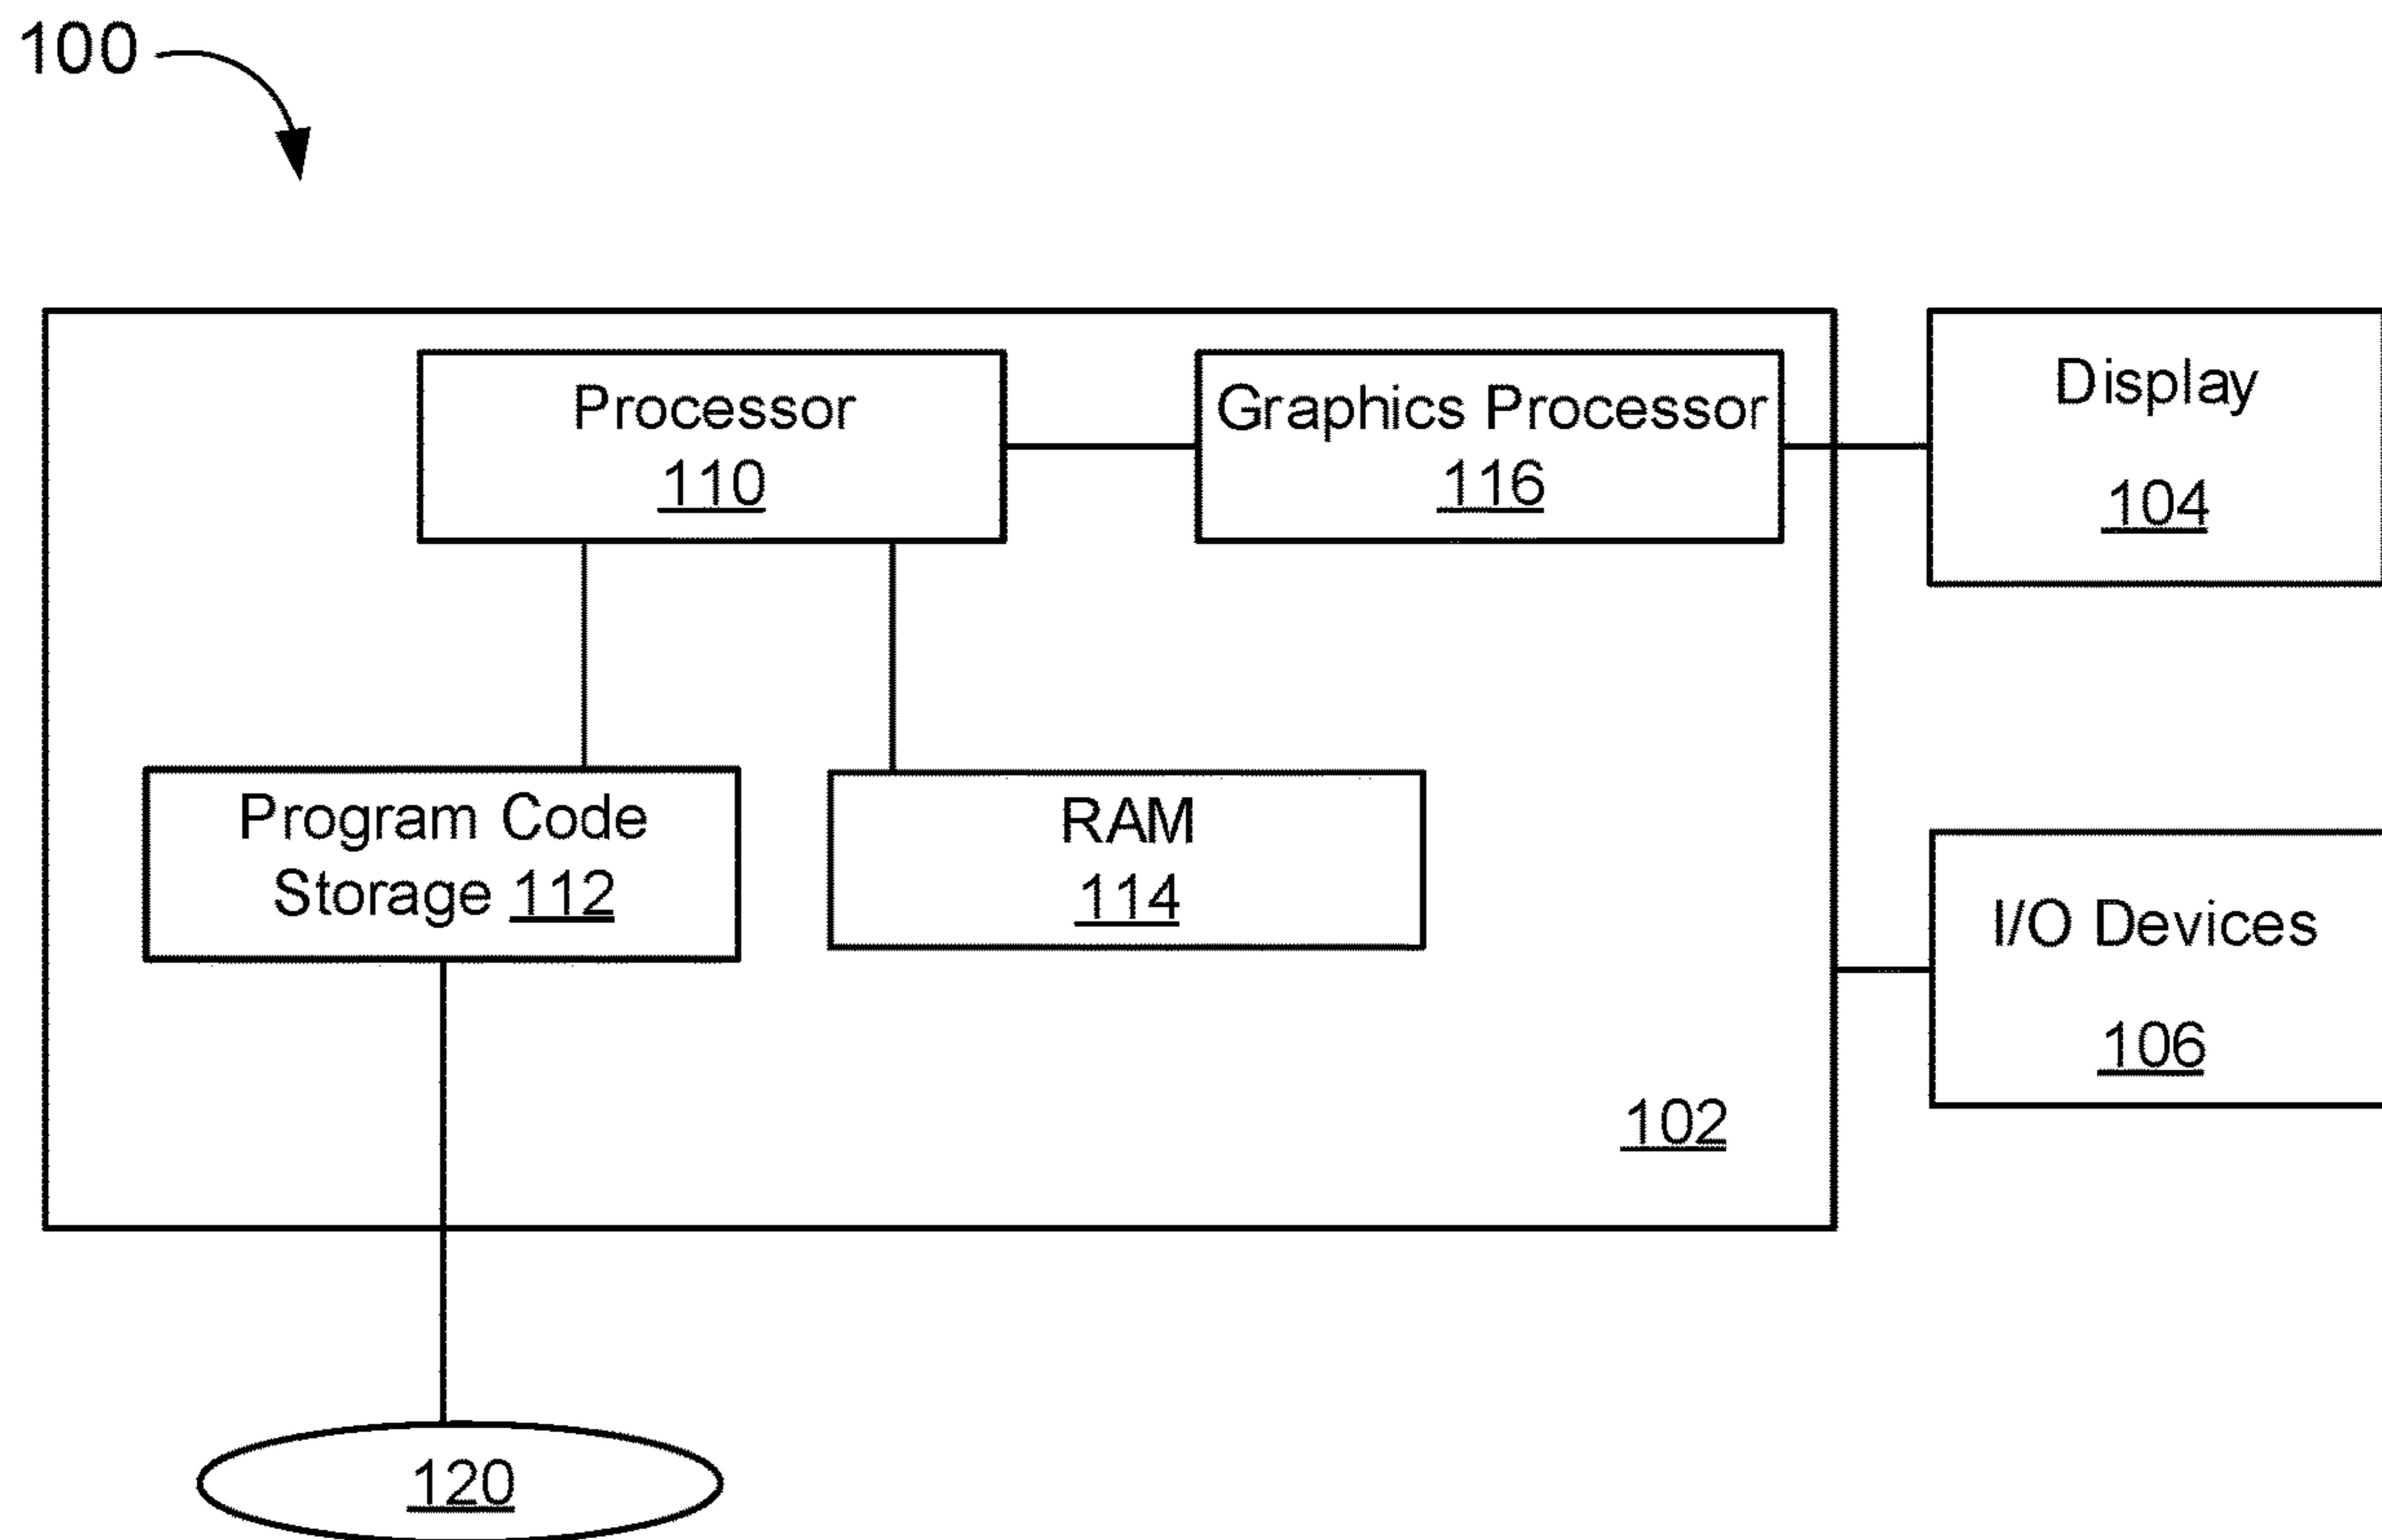 100
Processor
110
Graphics Processor
116
Display
104
Program Code
Storage 112
RAM
114
I/O Devices
106
102
120